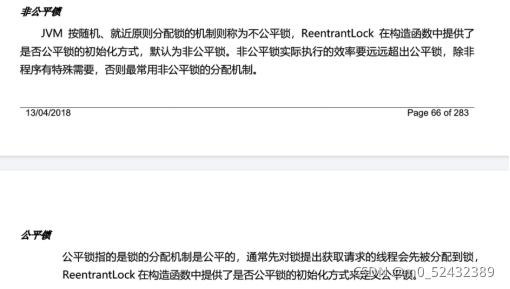 非公平锁
JVM 按随机、就近原则分配锁的机制则称为不公平锁，ReentrantLock 在构造函数中提供了
是否公平锁的初始化方式，默认为非公平锁。非公平锁实际执行的效率要远远超出公平锁，除非
程序有特殊需要，否则最常用非公平锁的分配机制。
13/04/2018 Page 66 of 283
公平锁
公平锁指的是锁的分配机制是公平的，通常先对锁提出获取请求的线程会先被分配到锁，
ReentrantLock 在构造函数中提供了是否公平锁的初始化方式来定义公平锁。
CSDN @m0_52432389